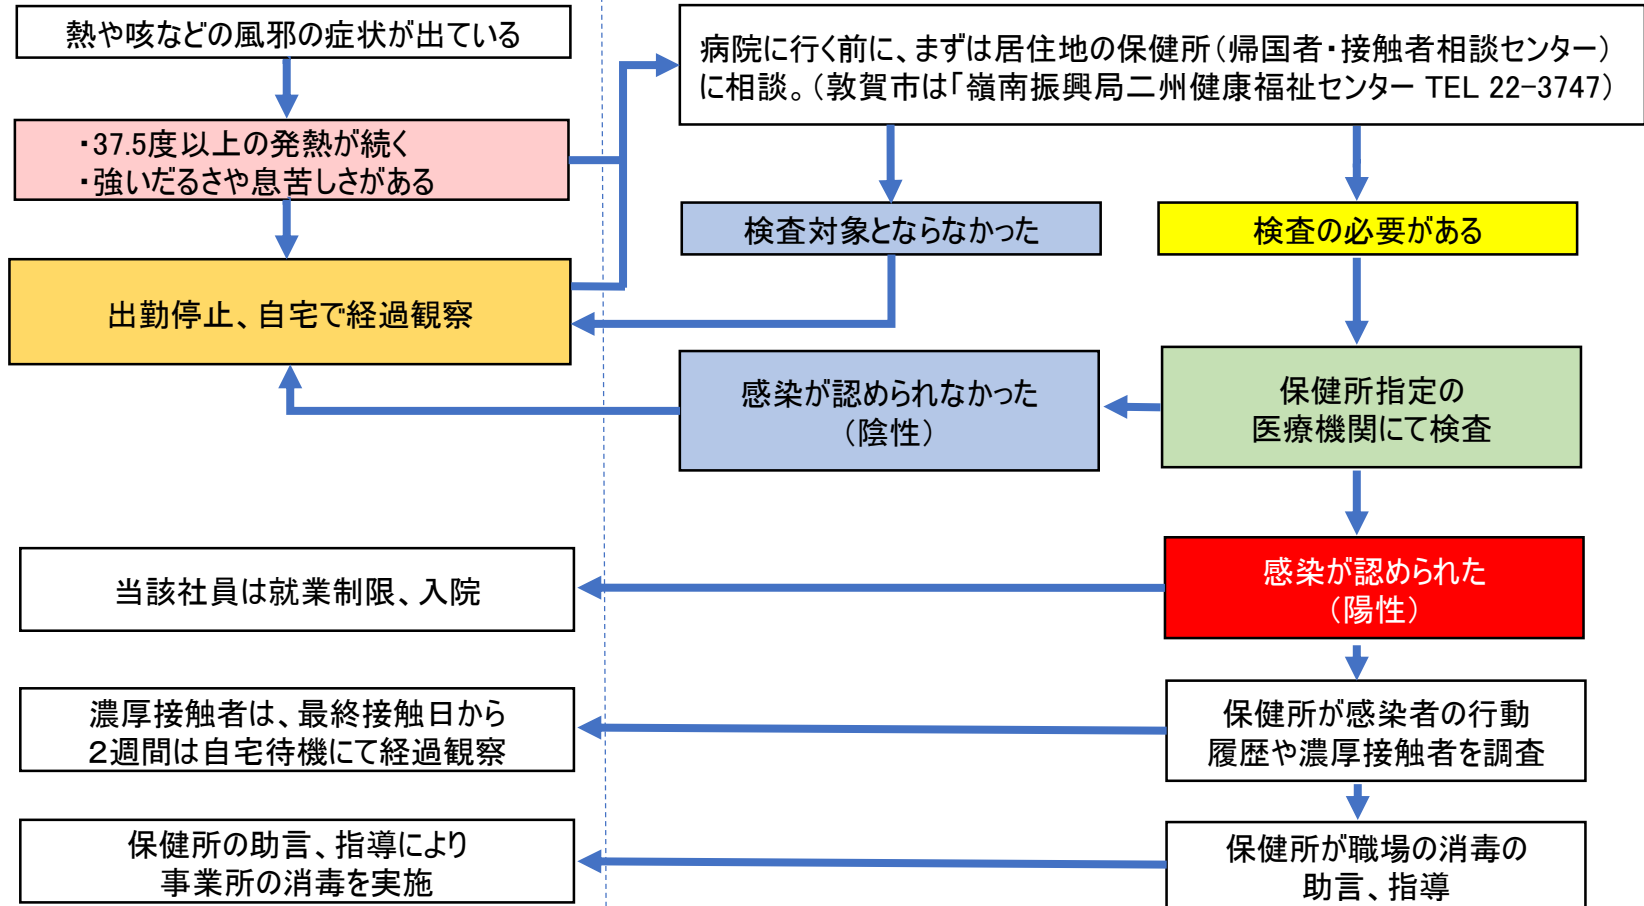 熱や咳などの風邪の症状が出ている
・37.5度以上の発熱が続く
・強いだるさや息苦しさがある
出勤停止、自宅で経過観察
病院に行く前に、まずは居住地の保健所(帰国者・接触者相談センター)
に相談。(敦賀市は「嶺南振興局二州健康福祉センター TEL 22-3747)
検査対象とならなかった
検査の必要がある
感染が認められなかった
(陰性)
保健所指定の
医療機関にて検査
当該社員は就業制限、入院
感染が認められた
(陽性)
濃厚接触者は、最終接触日から
2週間は自宅待機にて経過観察
保健所が感染者の行動
履歴や濃厚接触者を調査
保健所の助言、指導により
事業所の消毒を実施
保健所が職場の消毒の
助言、指導